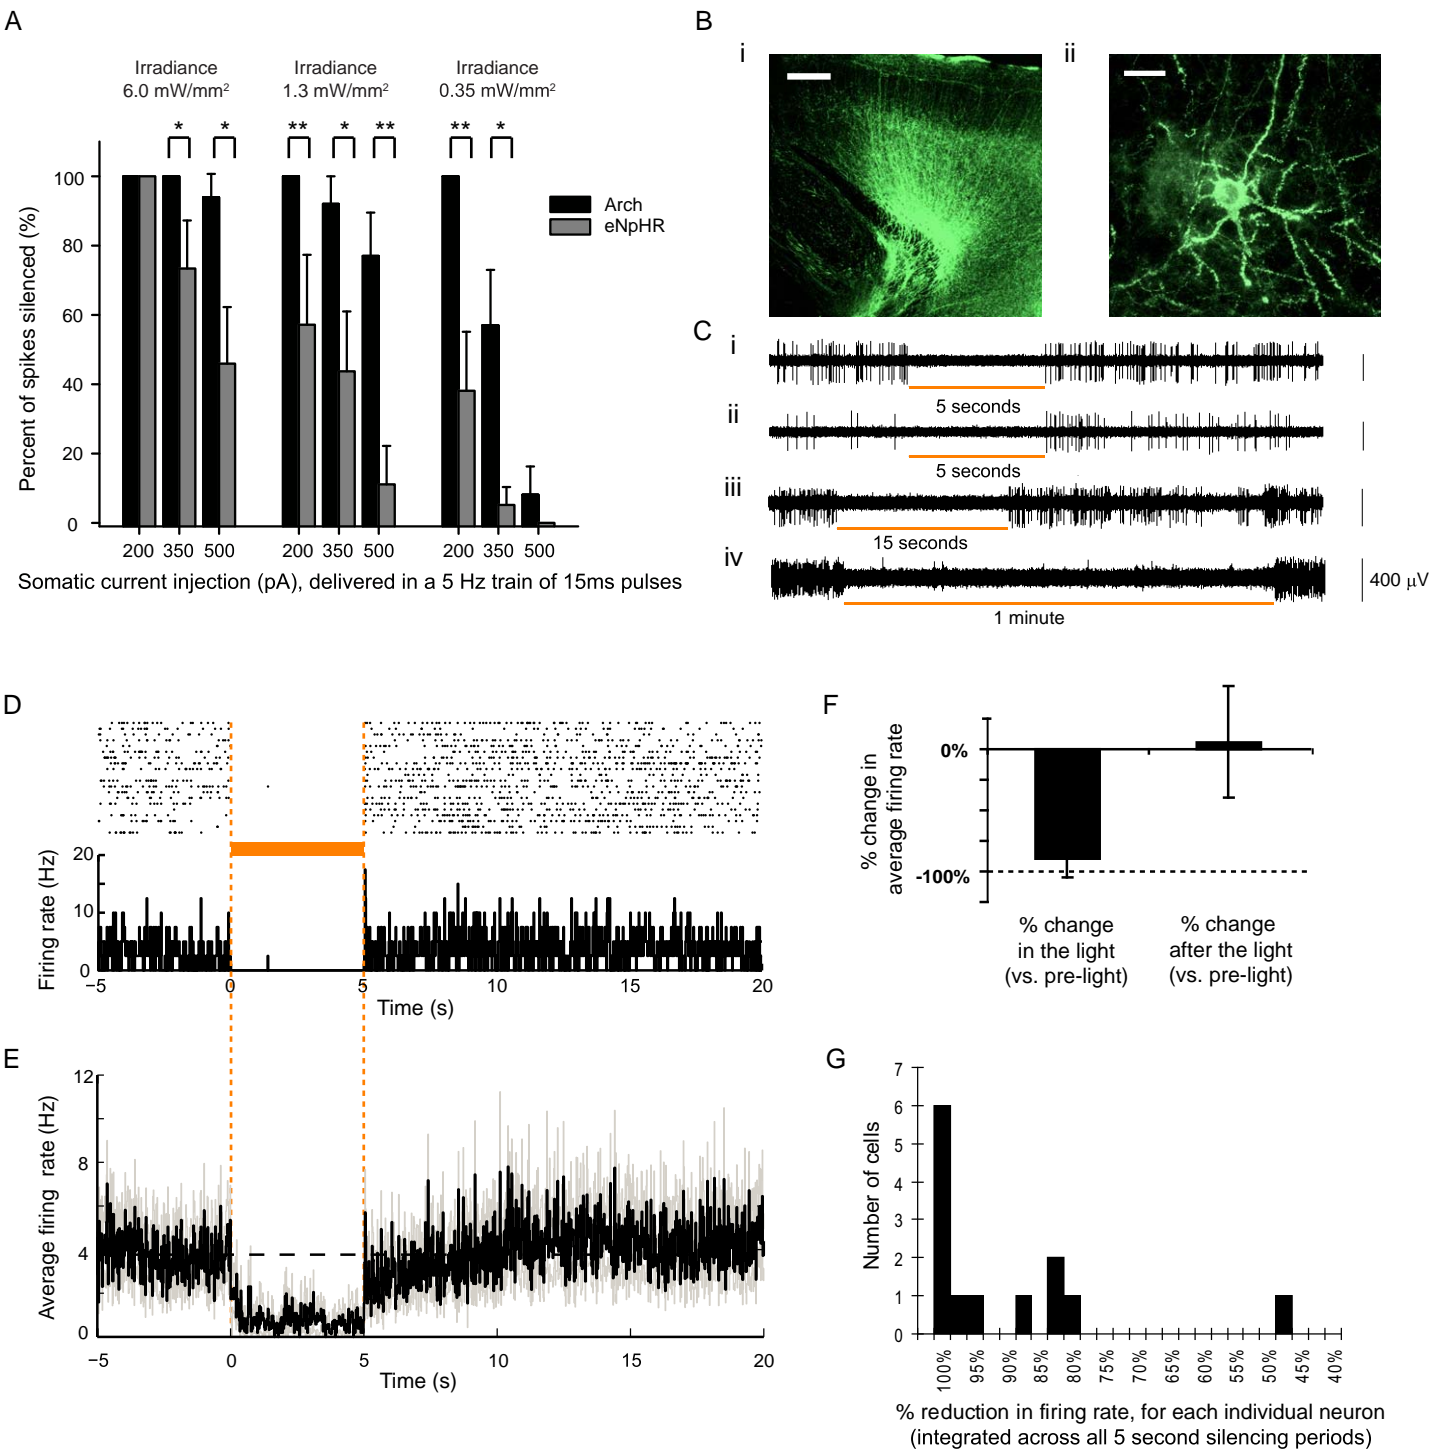 A
Irradiance
6.0 mW/mm²
Irradiance
1.3 mW/mm²
Irradiance
0.35 mW/mm²
* * ** * ** ** *
Percent of spikes silenced (%)
100
80
60
40
20
0
Arch
eNpHR
200 350 500 200 350 500 200 350 500
Somatic current injection (pA), delivered in a 5 Hz train of 15ms pulses
B
i
ii
C
i
5 seconds
ii
5 seconds
iii
15 seconds
iv
400 µV
1 minute
D
Firing rate (Hz)
20
10
0
−5 0 5 10 15 20
Time (s)
E
Average firing rate (Hz)
12
8
4
0
−5 0 5 10 15 20
Time (s)
F
% change in
average firing rate
0%
-100%
% change
in the light
(vs. pre-light)
% change
after the light
(vs. pre-light)
G
Number of cells
7
6
5
4
3
2
1
0
100% 95% 90% 85% 80% 75% 70% 65% 60% 55% 50% 45% 40%
% reduction in firing rate, for each individual neuron
(integrated across all 5 second silencing periods)